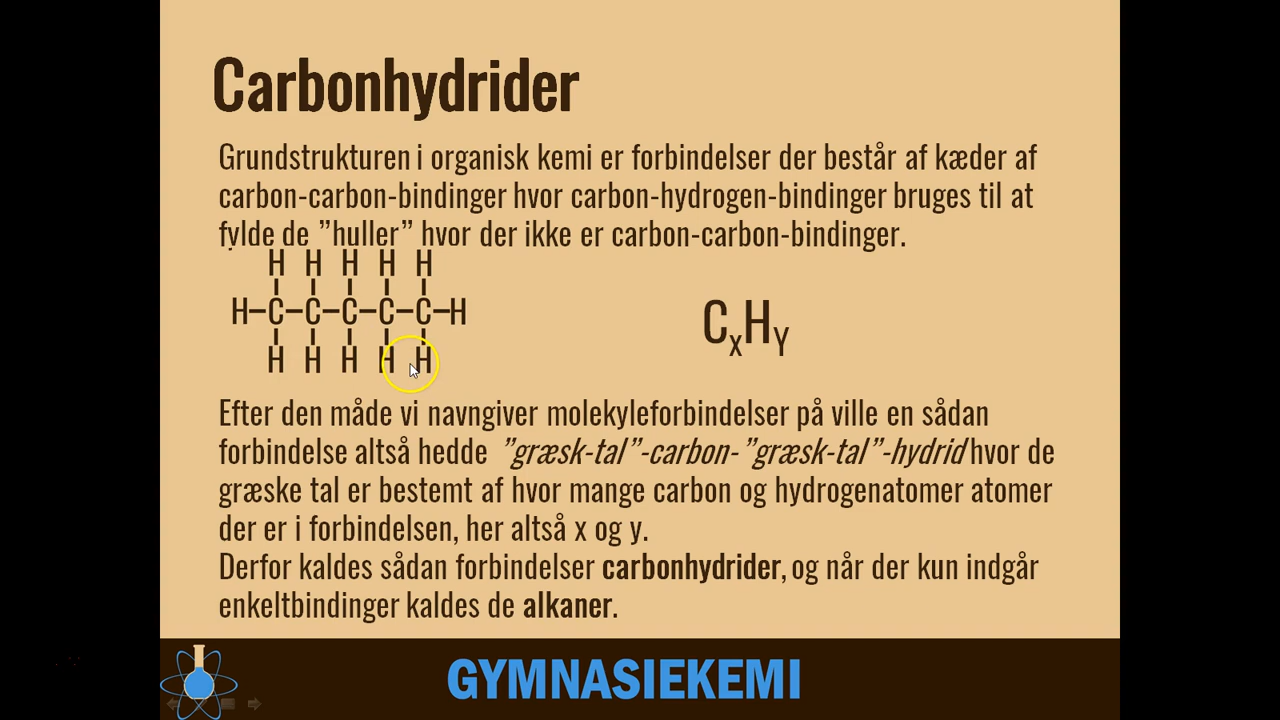 Carbonhydrider
Grundstrukturen i organisk kemi er forbindelser der består af kæder af
carbon-carbon-bindinger hvor carbon-hydrogen-bindinger bruges til at
fylde de ”huller” hvor der ikke er carbon-carbon-bindinger.
H H H H H
H–C–C–C–C–C–H
H H H H H
CxHY
Efter den måde vi navngiver molekyleforbindelser på ville en sådan
forbindelse altså hedde ”græsk-tal”-carbon-”græsk-tal”-hydrid hvor de
græske tal er bestemt af hvor mange carbon og hydrogenatomer atomer
der er i forbindelsen, her altså x og y.
Derfor kaldes sådan forbindelser carbonhydrider, og når der kun indgår
enkeltbindinger kaldes de alkaner.
GYMNASIEKEMI